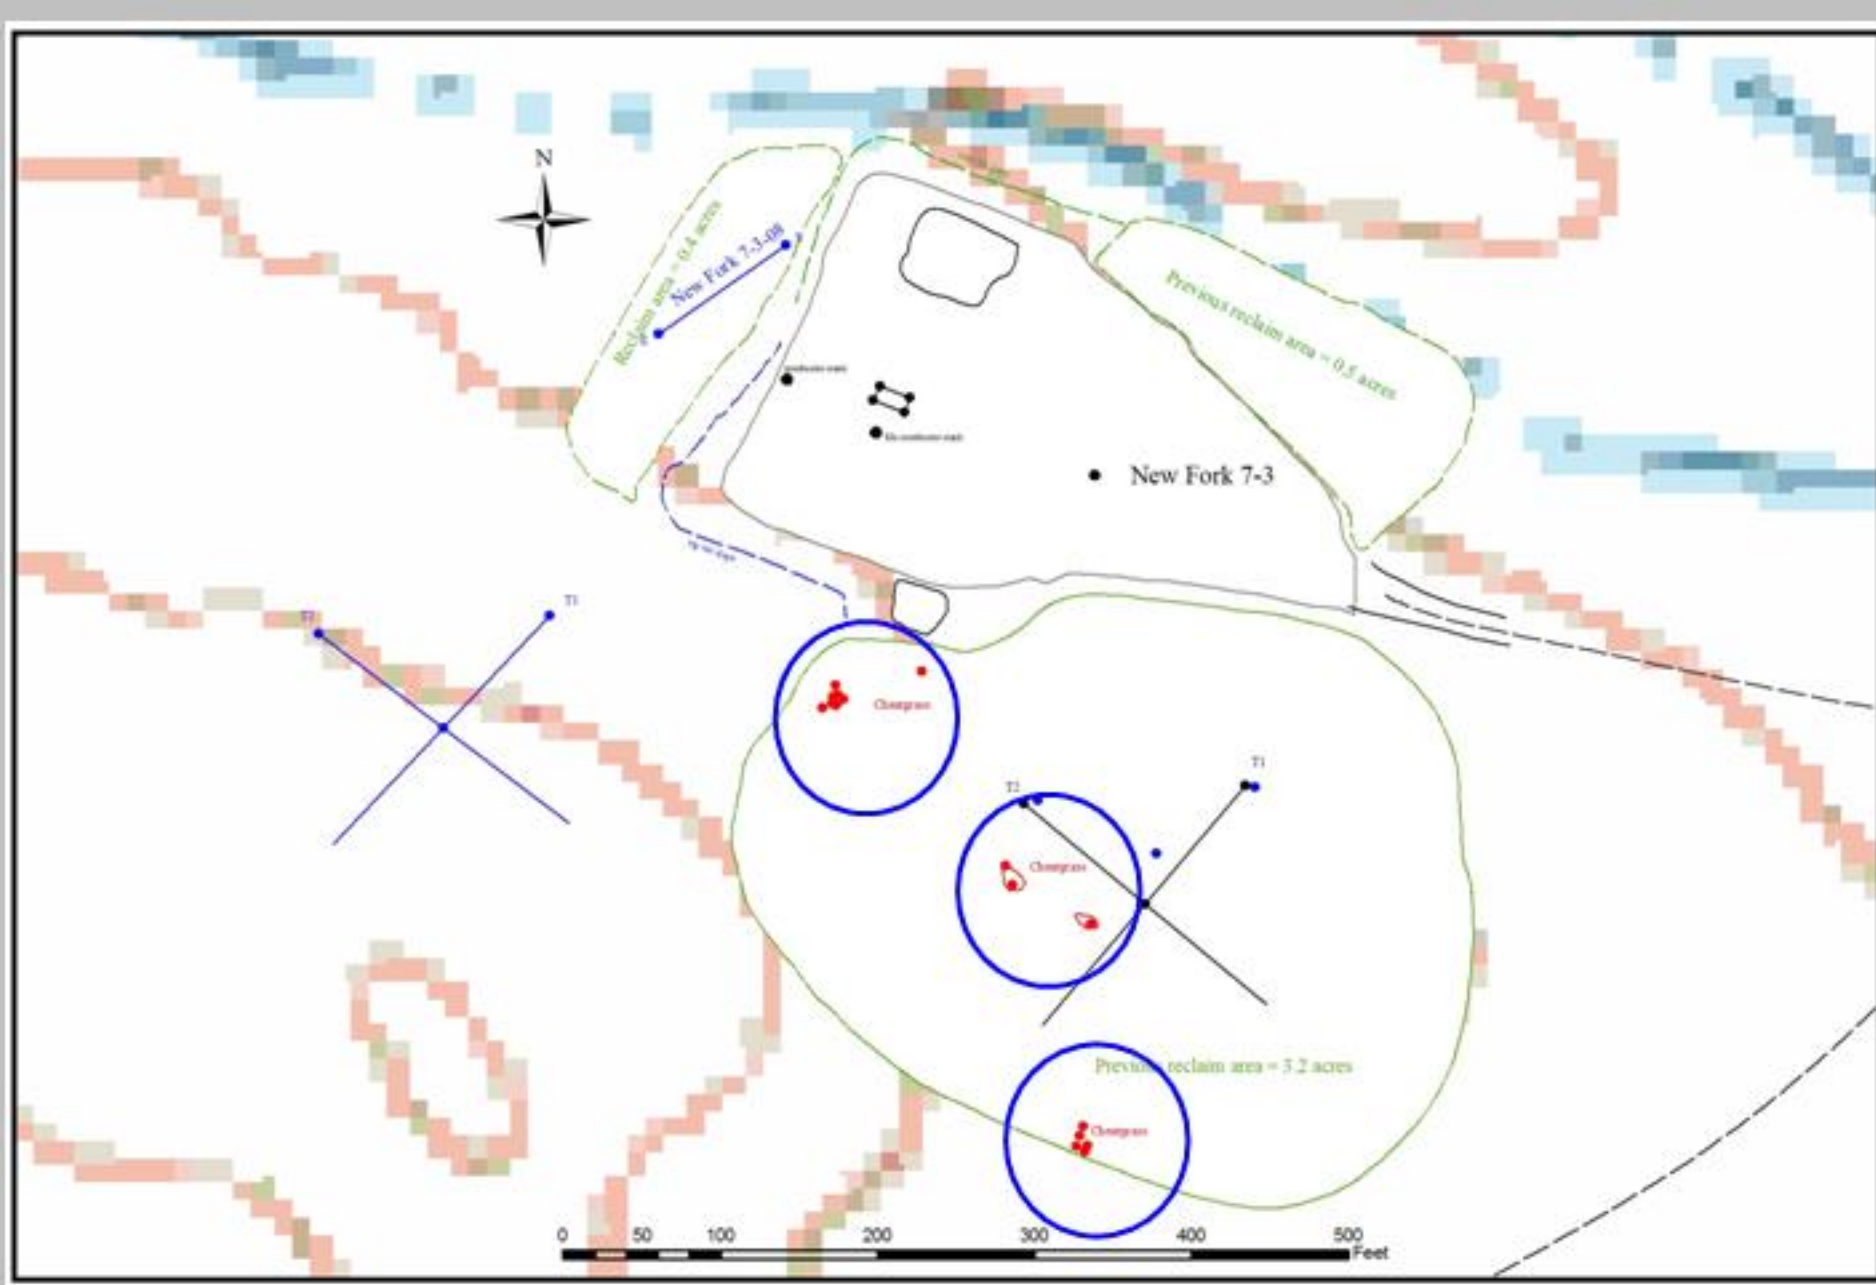 N
Reclaim area = 0.4 acres
New Fork 7-3-08
Previous reclaim area = 0.5 acres
New Fork 7-3
T1
Cheatgrass
T1
T2
Cheatgrass
Previous reclaim area = 3.2 acres
Cheatgrass
0 50 100 200 300 400 500
Feet